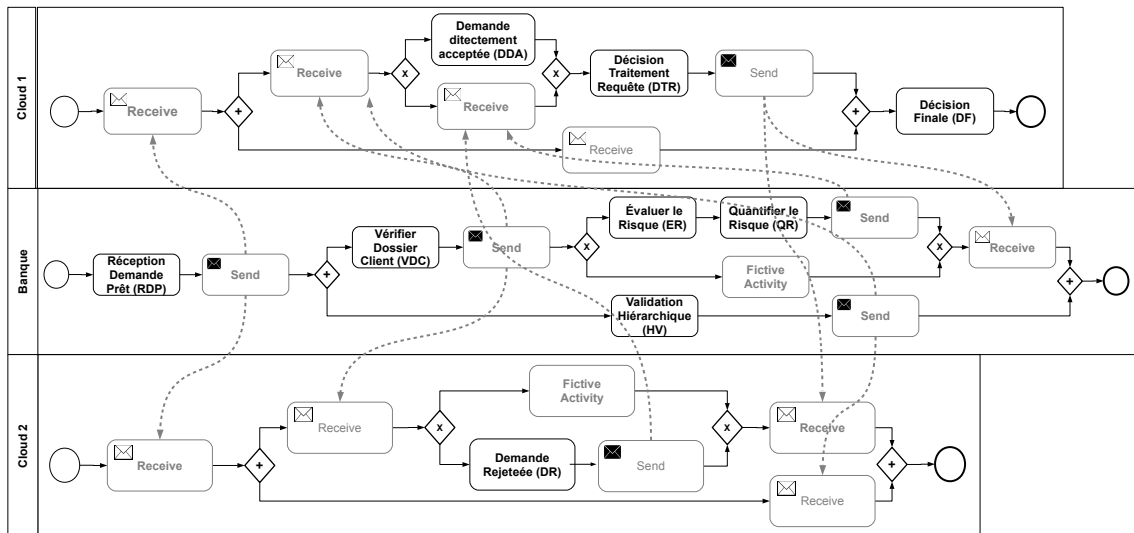 Cloud 1
Receive
+
Receive
x
Demande
ditectement
acceptée (DDA)
Receive
x
Décision
Traitement
Requête (DTR)
Send
Receive
+
Décision
Finale (DF)
Banque
Réception
Demande
Prêt (RDP)
Send
+
Vérifier
Dossier
Client (VDC)
Send
x
Évaluer le
Risque (ER)
Quantifier le
Risque (QR)
Send
Fictive
Activity
x
Receive
Validation
Hiérarchique
(HV)
Send
+
Cloud 2
Receive
+
Receive
x
Fictive
Activity
Demande
Rejeteée (DR)
Send
x
Receive
Receive
+